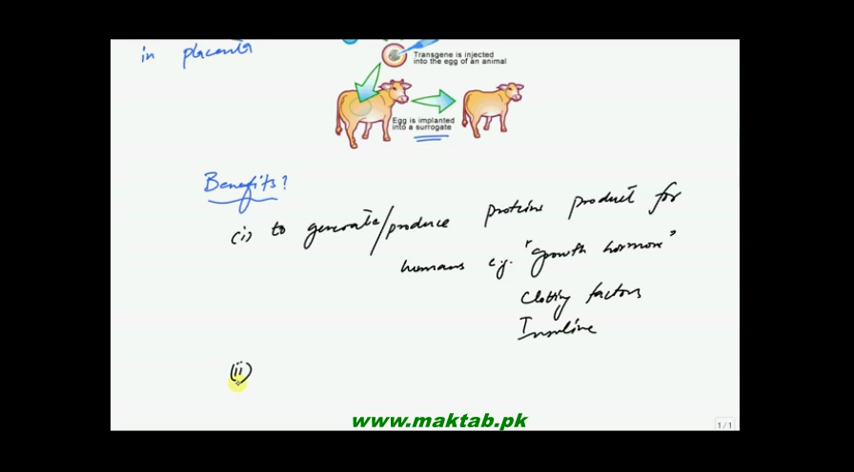 in placenta
Transgene is injected
into the egg of an animal
Egg is implanted
into a surrogate
Benefits?
(i) to generate/produce proteins product for
humans e.g. "growth hormone"
Clotting factors
Insuline
(ii)
www.maktab.pk
1/1